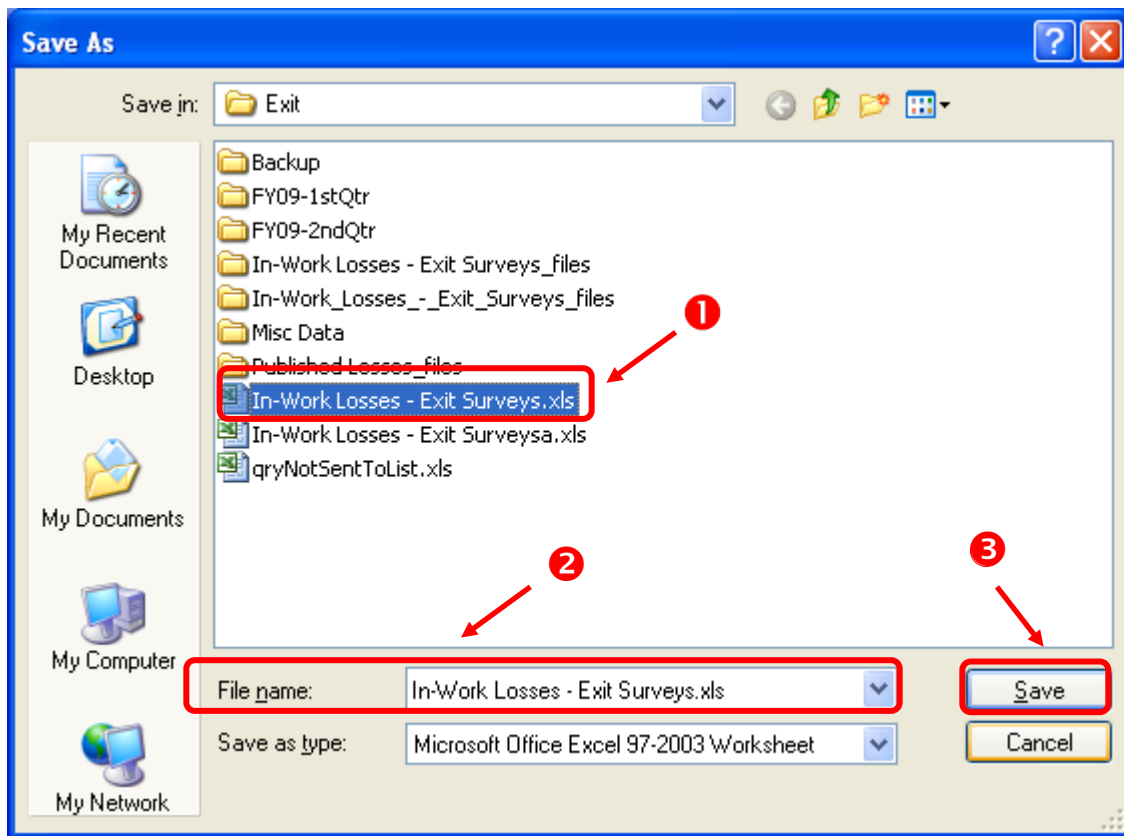 Save As
Save in:
Exit
My Recent
Documents
Desktop
My Documents
My Computer
My Network
Backup
FY09-1stQtr
FY09-2ndQtr
In-Work Losses - Exit Surveys_files
In-Work_Losses_-_Exit_Surveys_files
Misc Data
Published Losses_files
In-Work Losses - Exit Surveys.xls
In-Work Losses - Exit Surveysa.xls
qryNotSentToList.xls
1
2
3
File name:
In-Work Losses - Exit Surveys.xls
Save
Save as type:
Microsoft Office Excel 97-2003 Worksheet
Cancel